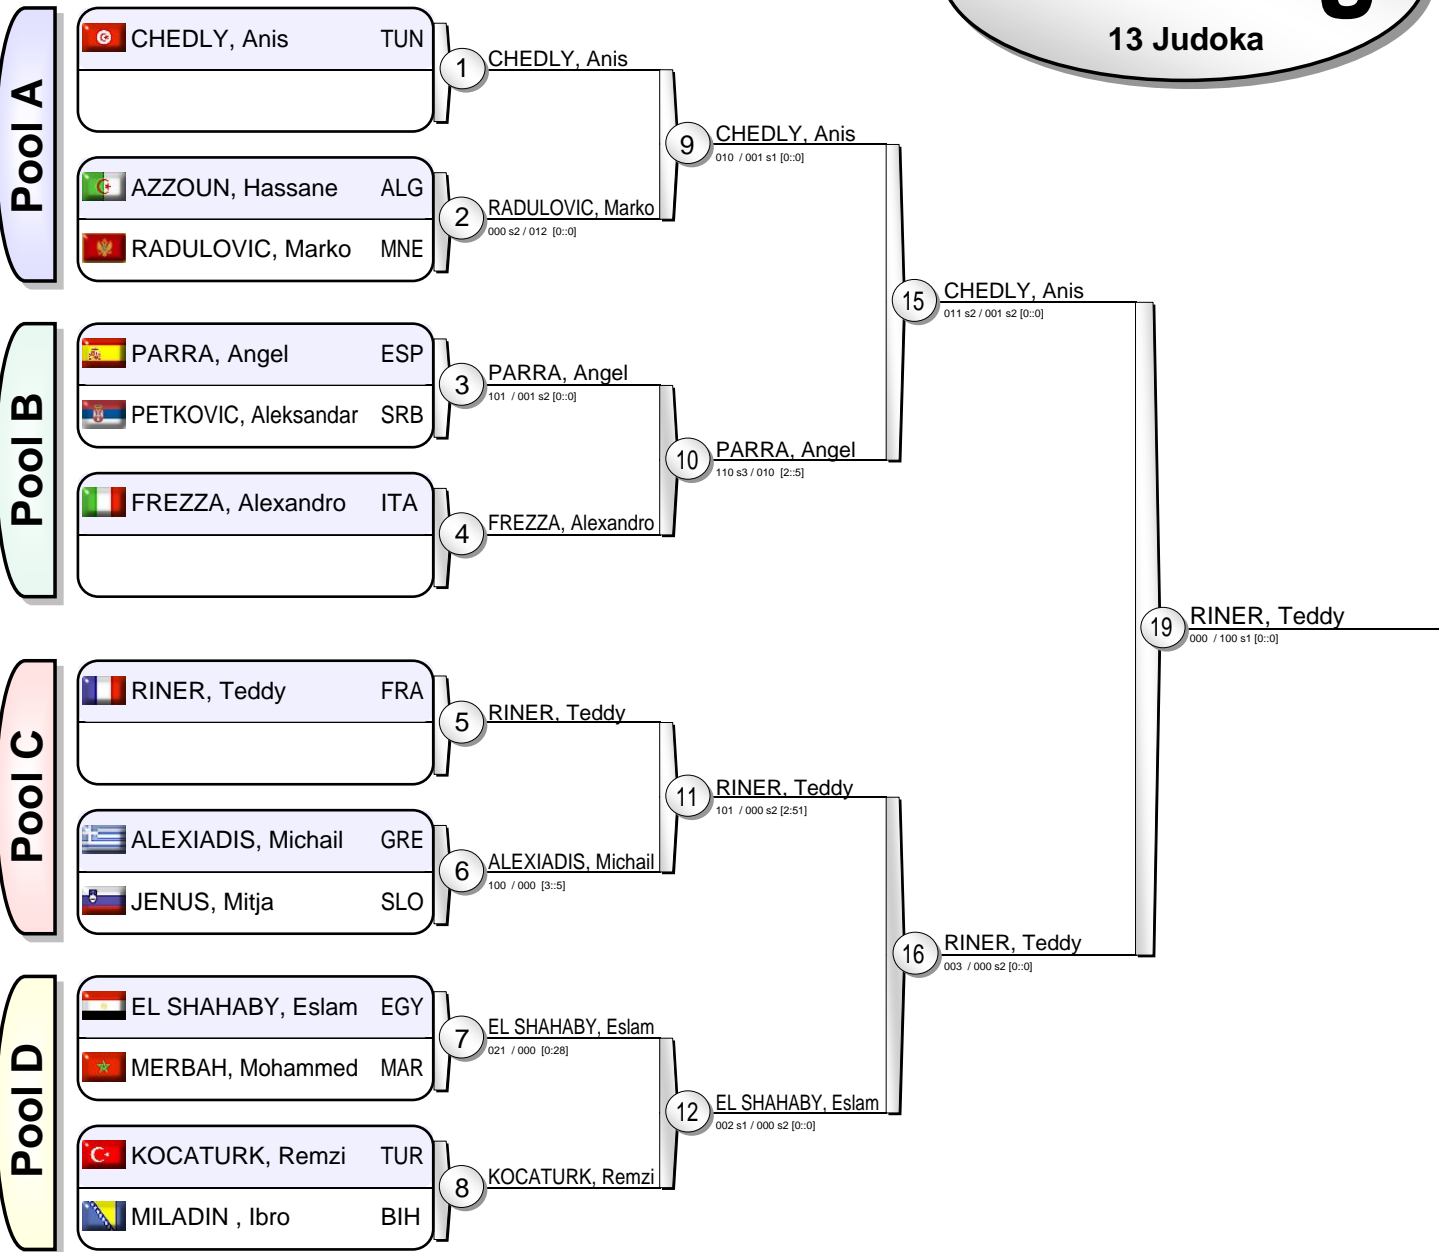 13 Judoka
Pool A
CHEDLY, Anis TUN
1
CHEDLY, Anis
AZZOUN, Hassane ALG
RADULOVIC, Marko MNE
2
RADULOVIC, Marko
000 s2 / 012 [0::0]
9
CHEDLY, Anis
010 / 001 s1 [0::0]
Pool B
PARRA, Angel ESP
PETKOVIC, Aleksandar SRB
3
PARRA, Angel
101 / 001 s2 [0::0]
FREZZA, Alexandro ITA
4
FREZZA, Alexandro
10
PARRA, Angel
110 s3 / 010 [2::5]
15
CHEDLY, Anis
011 s2 / 001 s2 [0::0]
Pool C
RINER, Teddy FRA
5
RINER, Teddy
ALEXIADIS, Michail GRE
JENUS, Mitja SLO
6
ALEXIADIS, Michail
100 / 000 [3::5]
11
RINER, Teddy
101 / 000 s2 [2:51]
Pool D
EL SHAHABY, Eslam EGY
MERBAH, Mohammed MAR
7
EL SHAHABY, Eslam
021 / 000 [0:28]
KOCATURK, Remzi TUR
MILADIN , Ibro BIH
8
KOCATURK, Remzi
12
EL SHAHABY, Eslam
002 s1 / 000 s2 [0::0]
16
RINER, Teddy
003 / 000 s2 [0::0]
19
RINER, Teddy
000 / 100 s1 [0::0]